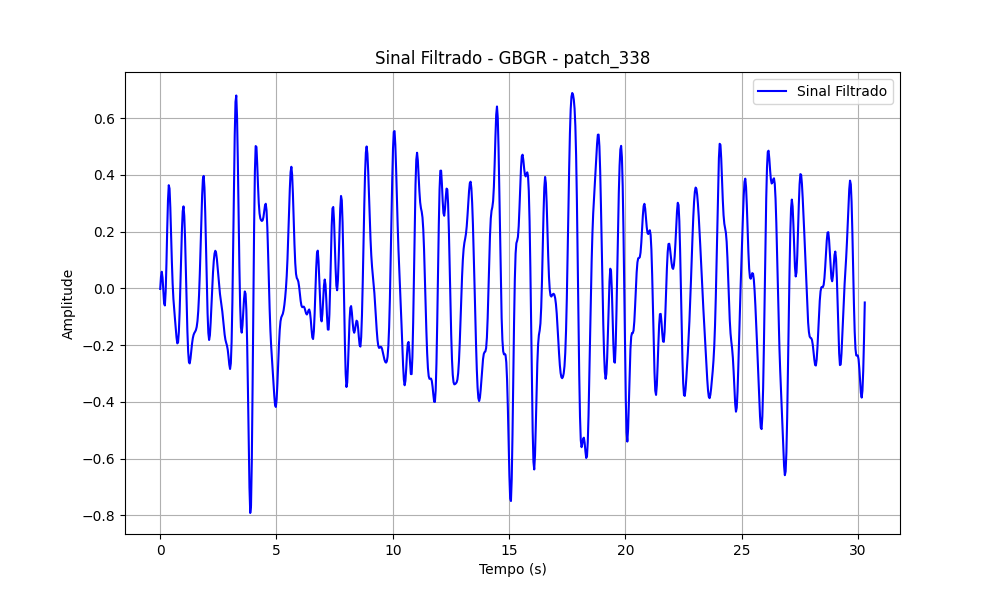 Sinal Filtrado - GBGR - patch_338
Sinal Filtrado
Amplitude
0.6
0.4
0.2
0.0
−0.2
−0.4
−0.6
−0.8
0 5 10 15 20 25 30
Tempo (s)